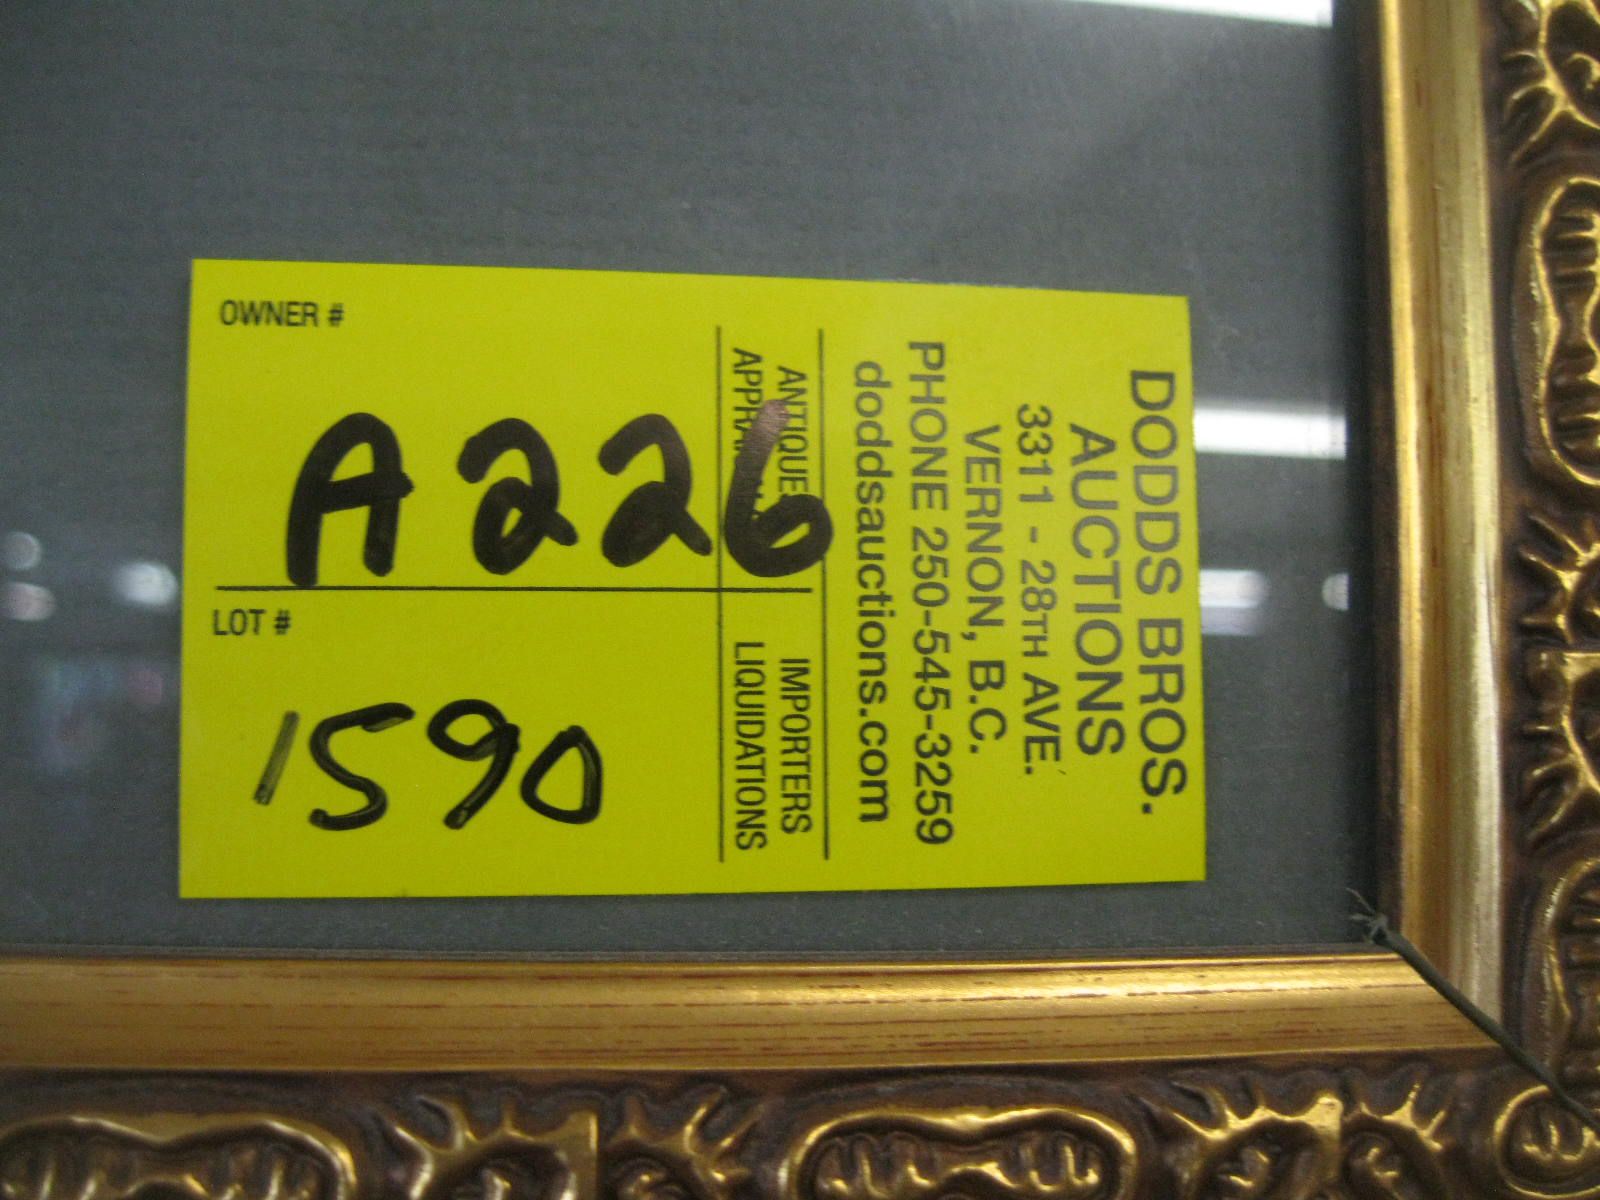 DODDS BROS.
AUCTIONS
3311 - 28TH AVE.
VERNON, B.C.
PHONE 250-545-3259
doddsauctions.com
ANTIQUES IMPORTERS
APPRAISALS LIQUIDATIONS
OWNER #
A226
LOT #
1590